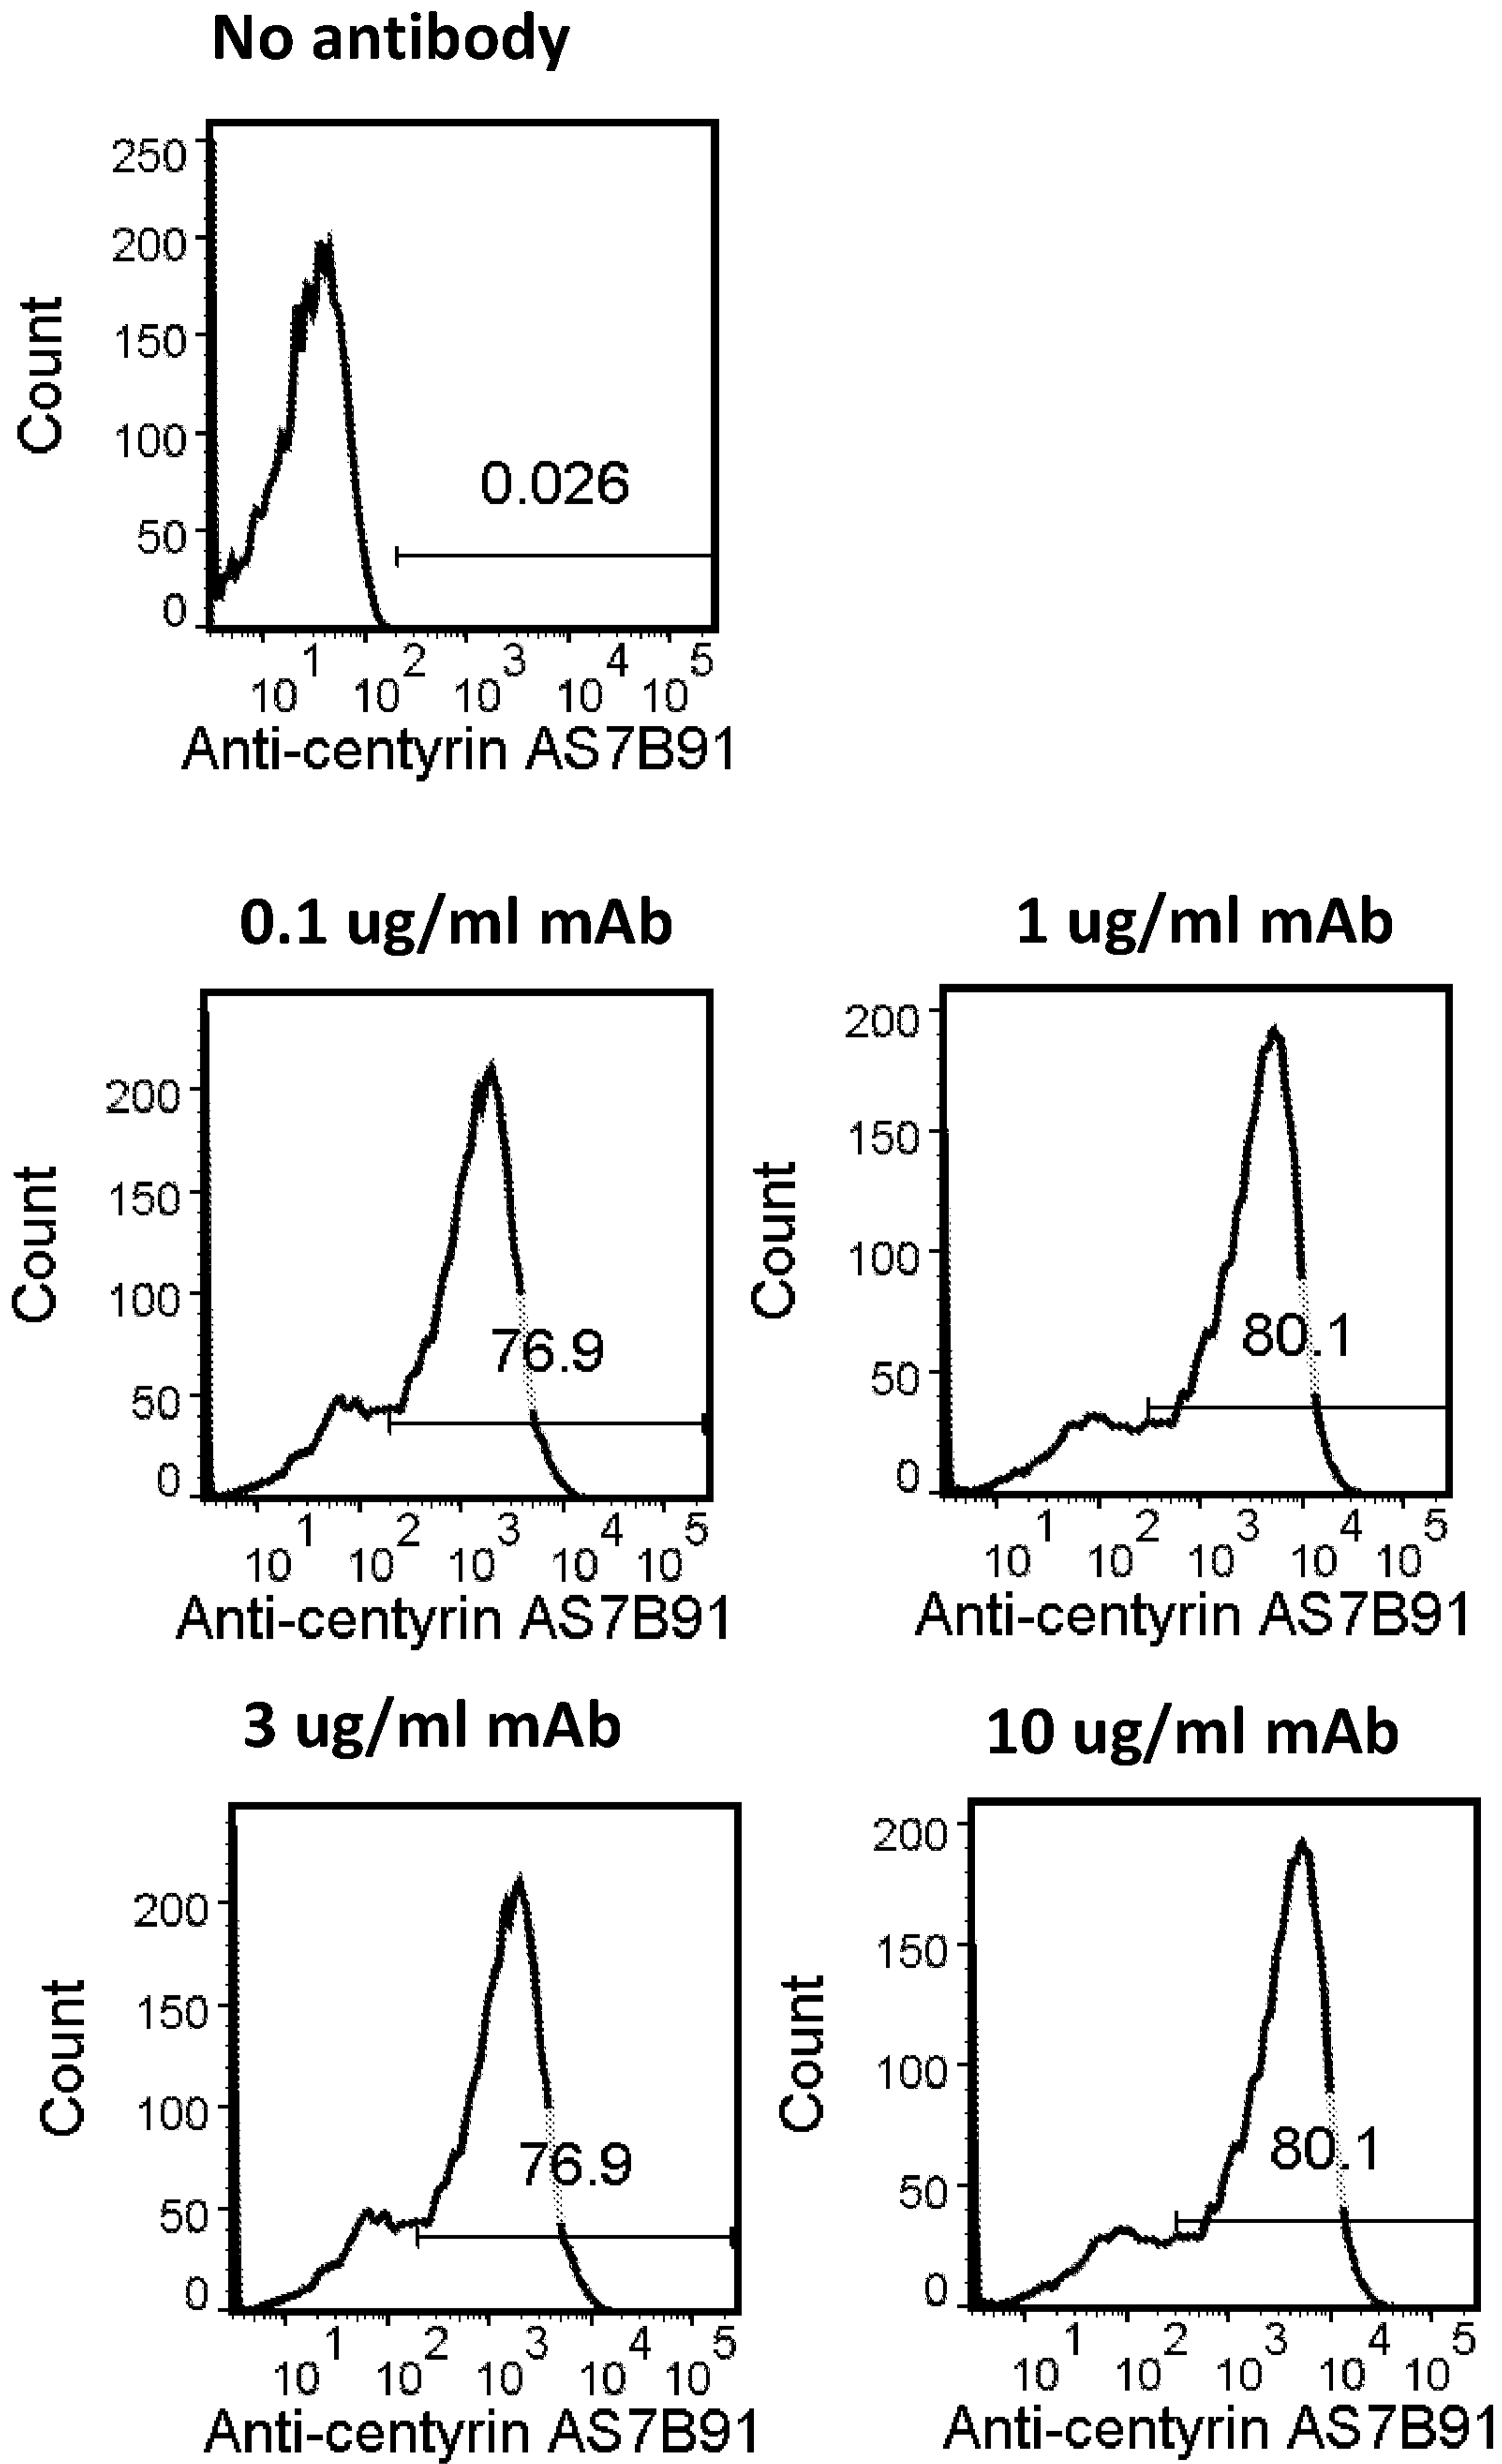 No antibody
250
200
150
100
50
0
Count
0.026
10^1 10^2 10^3 10^4 10^5
Anti-centyrin AS7B91
0.1 ug/ml mAb
200
150
100
50
0
Count
76.9
10^1 10^2 10^3 10^4 10^5
Anti-centyrin AS7B91
1 ug/ml mAb
200
150
100
50
0
Count
80.1
10^1 10^2 10^3 10^4 10^5
Anti-centyrin AS7B91
3 ug/ml mAb
200
150
100
50
0
Count
76.9
10^1 10^2 10^3 10^4 10^5
Anti-centyrin AS7B91
10 ug/ml mAb
200
150
100
50
0
Count
80.1
10^1 10^2 10^3 10^4 10^5
Anti-centyrin AS7B91